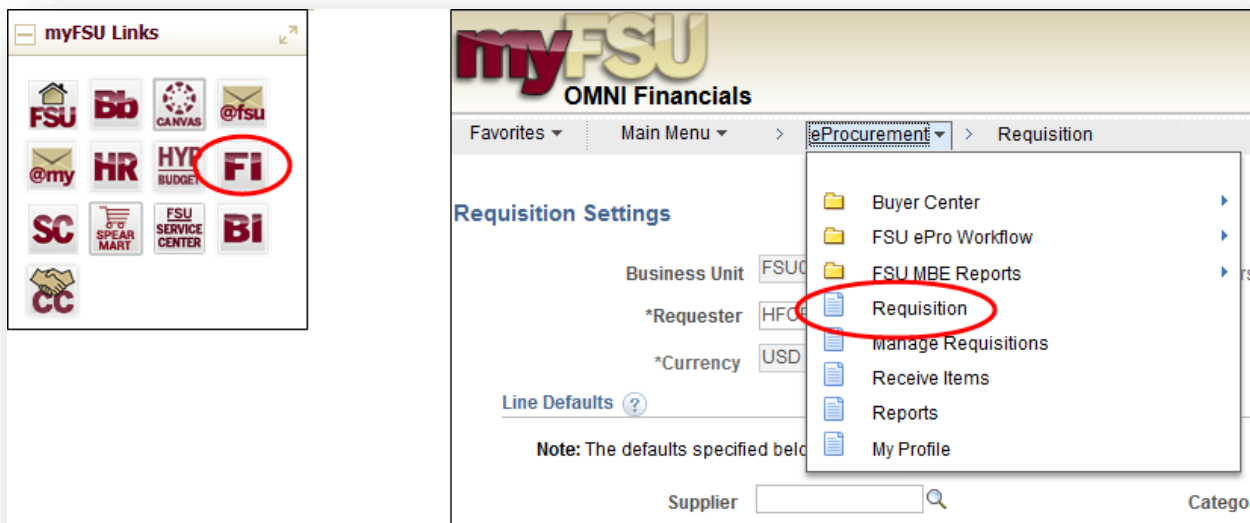 myFSU Links
FSU
Bb
CANVAS
@fsu
@my
HR
HYP
BUDGET
FI
SC
SPEAR
MART
FSU
SERVICE
CENTER
BI
CC
myFSU
OMNI Financials
Favorites Main Menu > eProcurement > Requisition
Requisition Settings
Business Unit
*Requester
*Currency USD
Line Defaults ?
Note: The defaults specified
Supplier
Buyer Center
FSU ePro Workflow
FSU MBE Reports
Requisition
Manage Requisitions
Receive Items
Reports
My Profile